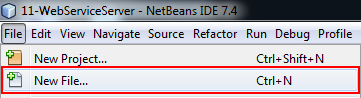 11-WebServiceServer - NetBeans IDE 7.4
File Edit View Navigate Source Refactor Run Debug Profile
New Project... Ctrl+Shift+N
New File... Ctrl+N